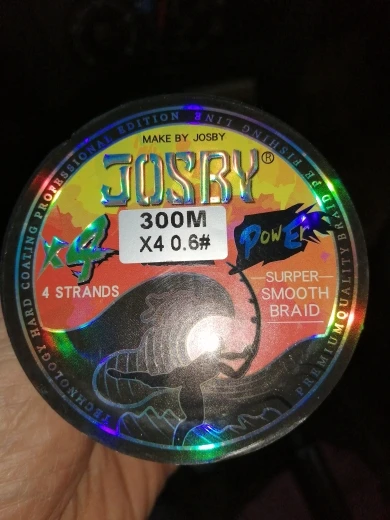 MAKE BY JOSBY
JOSBY®
300M
X4 0.6#
X4
POWER
4 STRANDS
SURPER
SMOOTH
BRAID
TECHNOLOGY HARD COATING PROFESSIONAL EDITION
PE FISHING LINE
PREMIUM QUALITY BRAID